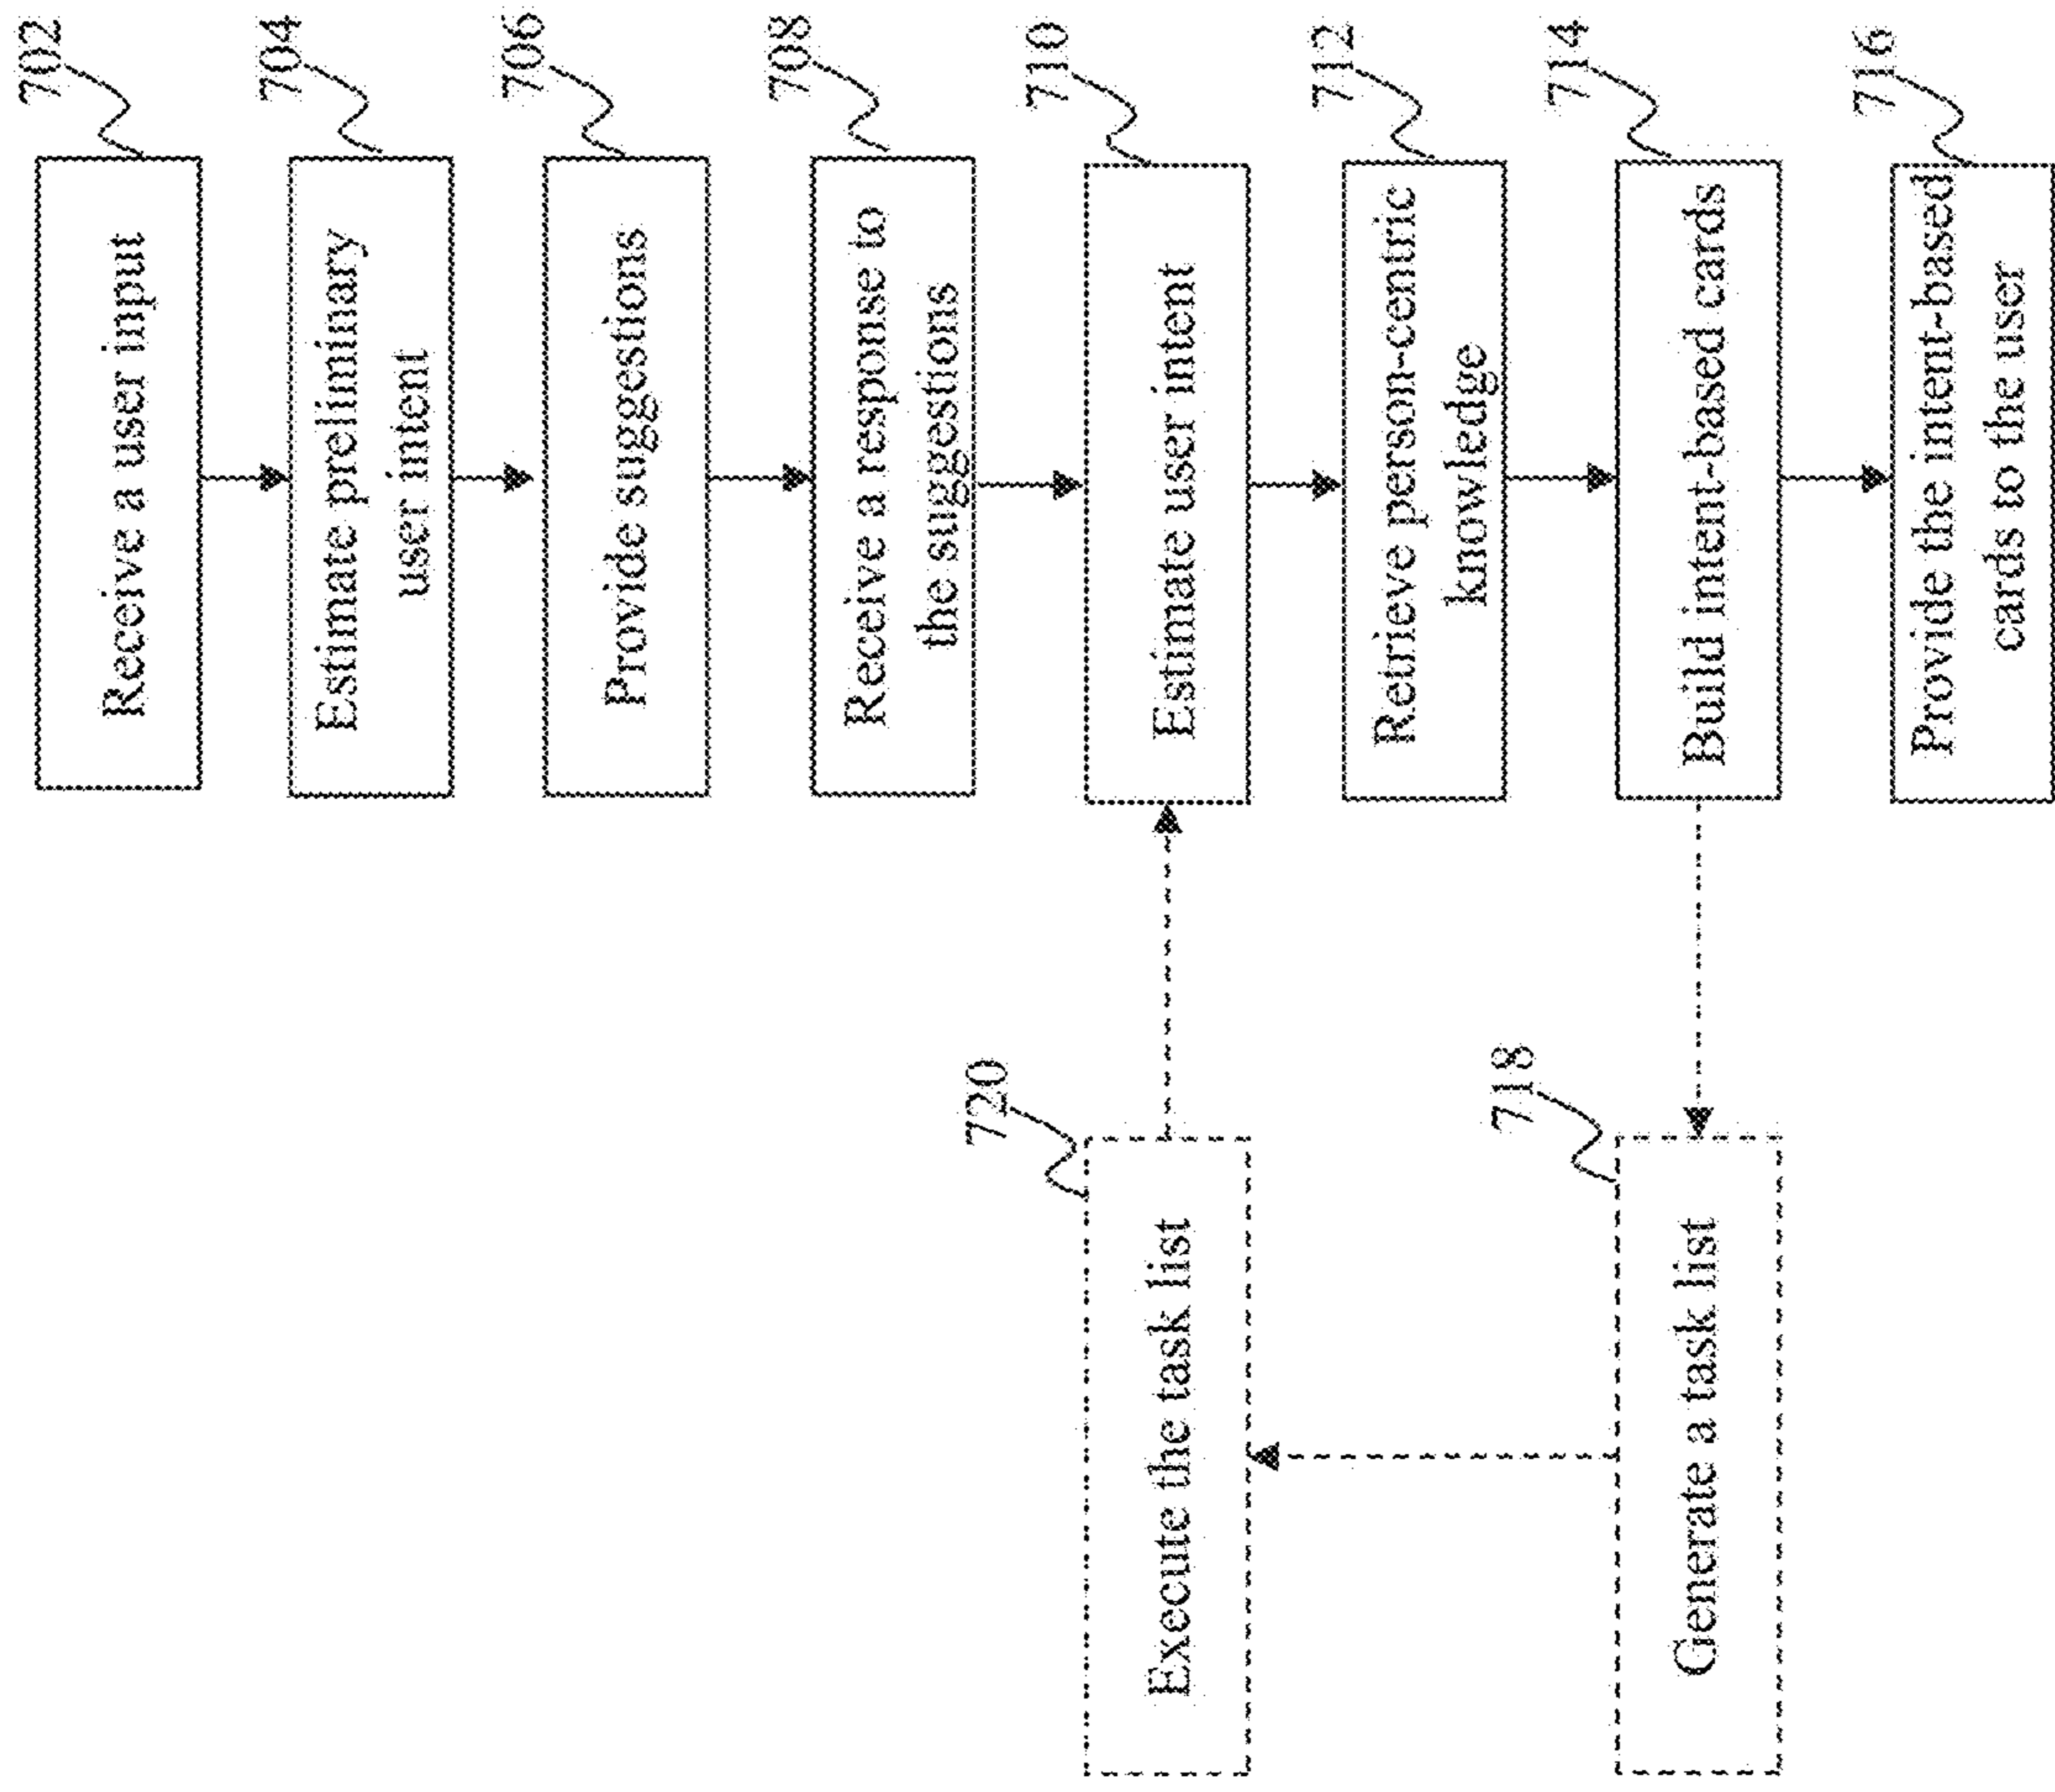 702
Receive a user input
704
Estimate preliminary
user intent
706
Provide suggestions
708
Receive a response to
the suggestions
710
Estimate user intent
712
Retrieve person-centric
knowledge
714
Build intent-based cards
716
Provide the intent-based
cards to the user
720
Execute the task list
718
Generate a task list